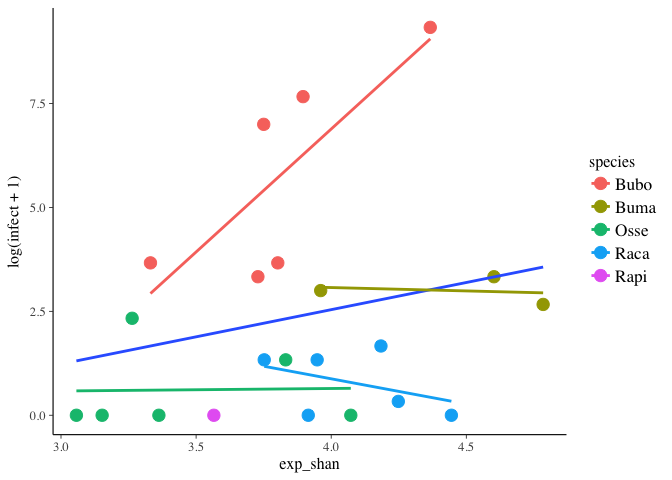 7.5
5.0
2.5
0.0
log(infect + 1)
3.0 3.5 4.0 4.5
exp_shan
species
Bubo
Buma
Osse
Raca
Rapi